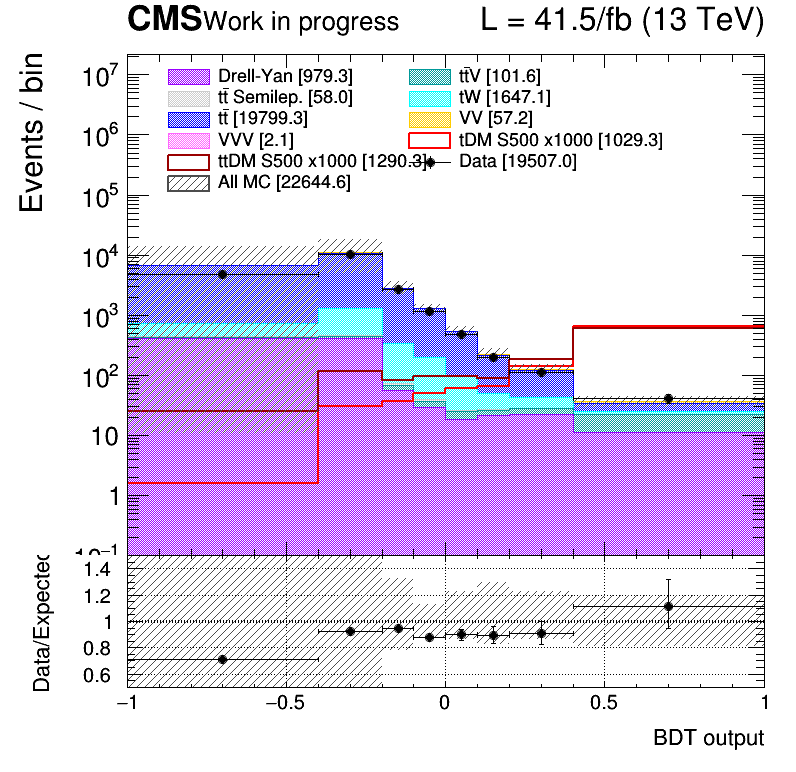 CMS Work in progress L = 41.5/fb (13 TeV)
Events / bin
10⁷
10⁶
10⁵
10⁴
10³
10²
10
1
10⁻¹
Drell-Yan [979.3]
tt̄ Semilep. [58.0]
tt̄ [19799.3]
VVV [2.1]
ttDM S500 x1000 [1290.3]
All MC [22644.6]
tt̄V [101.6]
tW [1647.1]
VV [57.2]
tDM S500 x1000 [1029.3]
Data [19507.0]
Data/Expected
1.4
1.2
1
0.8
0.6
−1 −0.5 0 0.5 1
BDT output